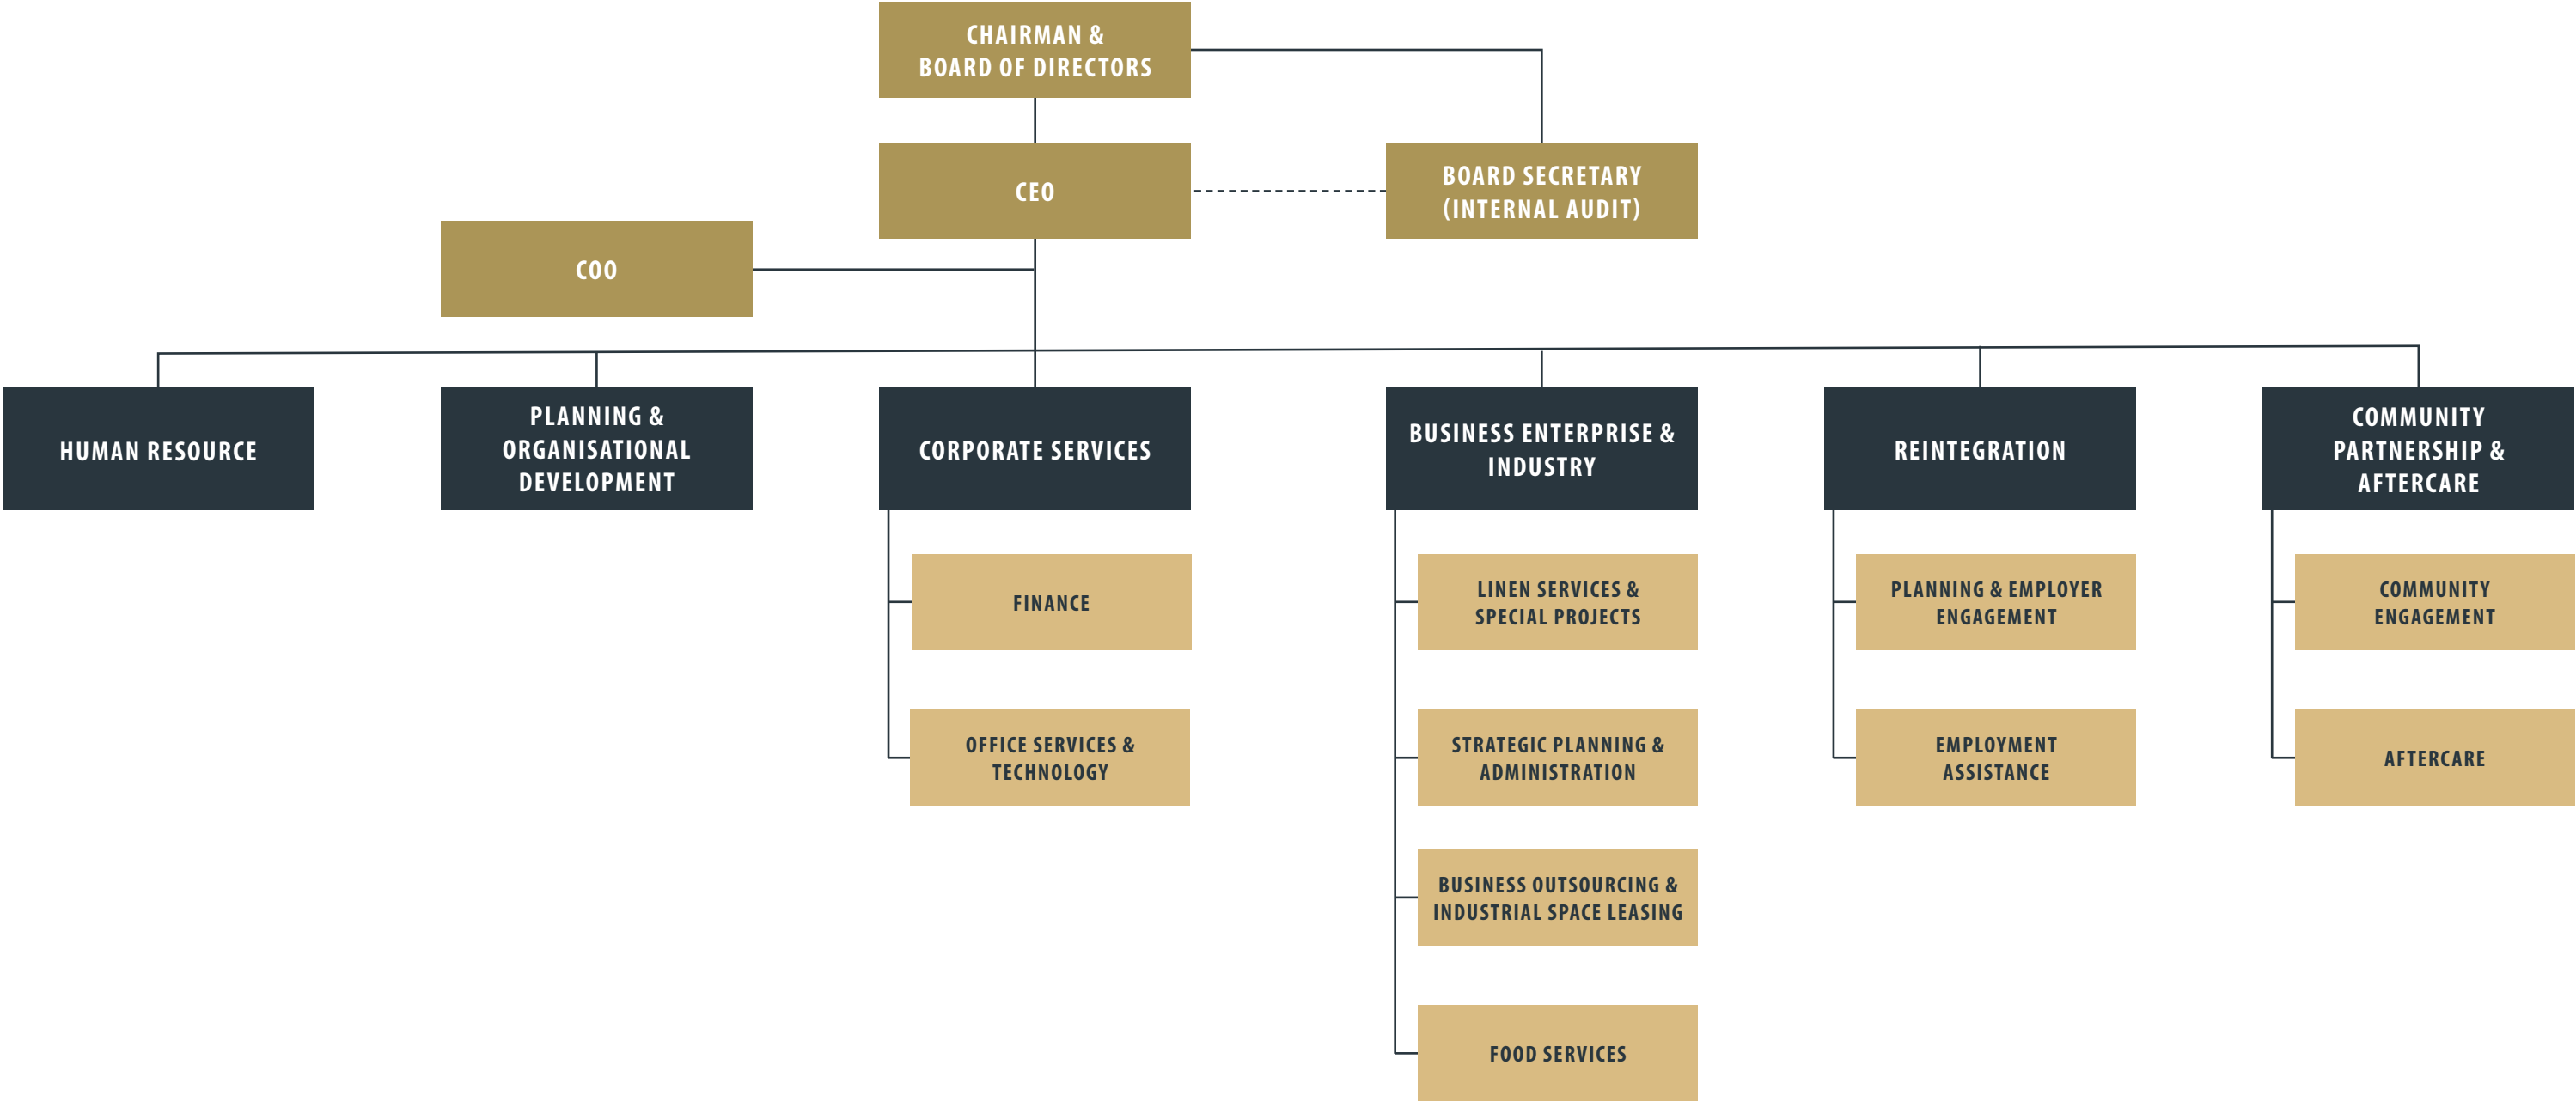 CHAIRMAN &
BOARD OF DIRECTORS
CEO
BOARD SECRETARY
(INTERNAL AUDIT)
COO
HUMAN RESOURCE
PLANNING &
ORGANISATIONAL
DEVELOPMENT
CORPORATE SERVICES
BUSINESS ENTERPRISE &
INDUSTRY
REINTEGRATION
COMMUNITY
PARTNERSHIP &
AFTERCARE
FINANCE
OFFICE SERVICES &
TECHNOLOGY
LINEN SERVICES &
SPECIAL PROJECTS
STRATEGIC PLANNING &
ADMINISTRATION
BUSINESS OUTSOURCING &
INDUSTRIAL SPACE LEASING
FOOD SERVICES
PLANNING & EMPLOYER
ENGAGEMENT
EMPLOYMENT
ASSISTANCE
COMMUNITY
ENGAGEMENT
AFTERCARE